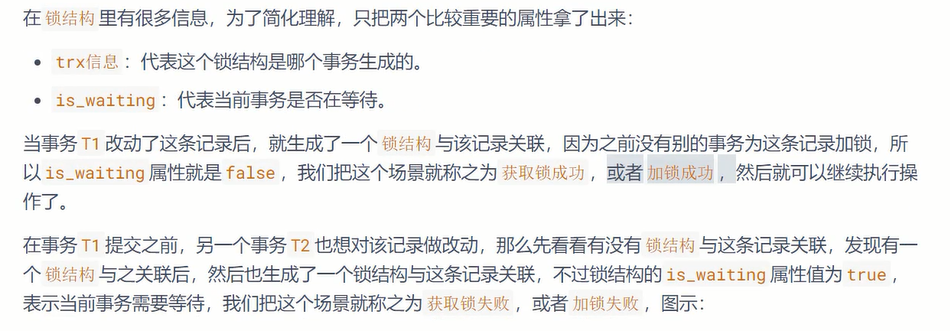 在 锁结构 里有很多信息，为了简化理解，只把两个比较重要的属性拿了出来：
• trx信息 ：代表这个锁结构是哪个事务生成的。
• is_waiting ：代表当前事务是否在等待。
当事务 T1 改动了这条记录后，就生成了一个 锁结构 与该记录关联，因为之前没有别的事务为这条记录加锁，所
以 is_waiting 属性就是 false ，我们把这个场景就称之为 获取锁成功 ，或者 加锁成功 ，然后就可以继续执行操
作了。
在事务 T1 提交之前，另一个事务 T2 也想对该记录做改动，那么先看看有没有 锁结构 与这条记录关联，发现有一
个 锁结构 与之关联后，然后也生成了一个锁结构与这条记录关联，不过锁结构的 is_waiting 属性值为 true ，
表示当前事务需要等待，我们把这个场景就称之为 获取锁失败 ，或者 加锁失败 ，图示：